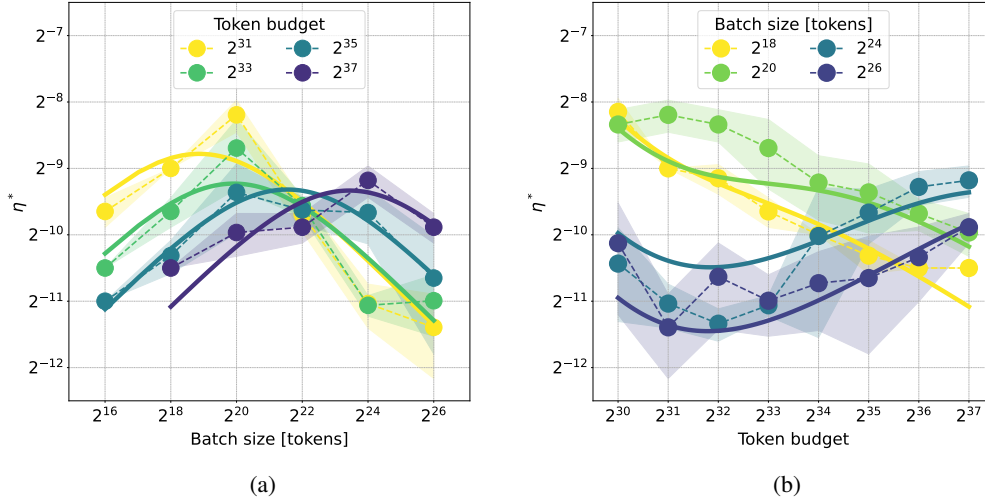 Token budget
2^31 2^35
2^33 2^37
2^-7
2^-8
2^-9
2^-10
2^-11
2^-12
η*
2^16 2^18 2^20 2^22 2^24 2^26
Batch size [tokens]
(a)
Batch size [tokens]
2^18 2^24
2^20 2^26
2^-7
2^-8
2^-9
2^-10
2^-11
2^-12
η*
2^30 2^31 2^32 2^33 2^34 2^35 2^36 2^37
Token budget
(b)